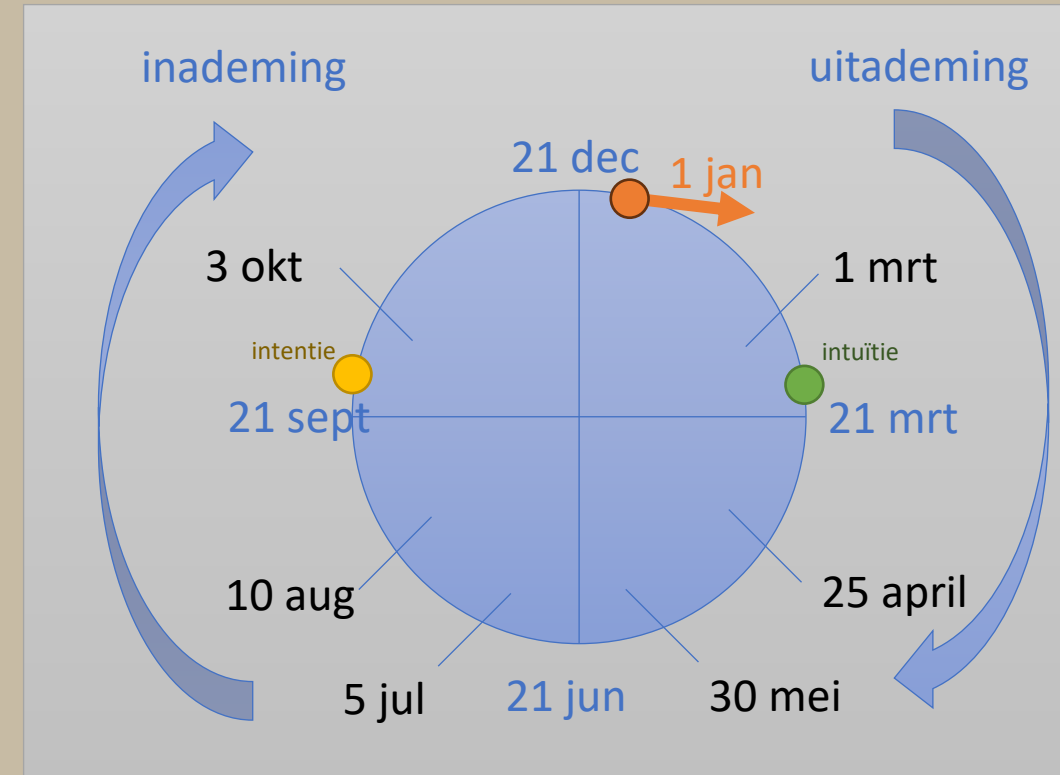 inademing
uitademing
21 dec
1 jan
3 okt
1 mrt
intentie
intuïtie
21 sept
21 mrt
10 aug
25 april
5 jul
21 jun
30 mei